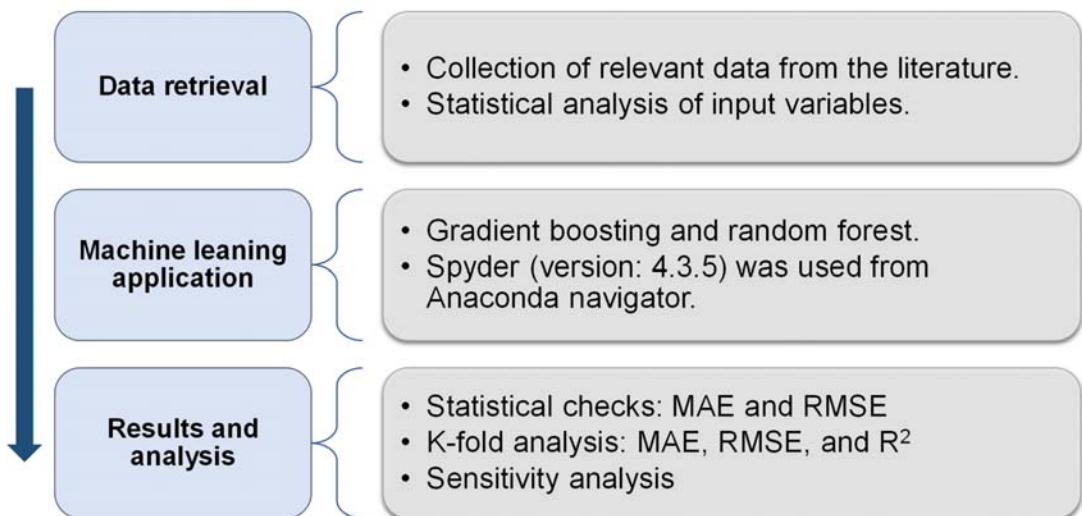 Data retrieval
• Collection of relevant data from the literature.
• Statistical analysis of input variables.
Machine leaning
application
• Gradient boosting and random forest.
• Spyder (version: 4.3.5) was used from
Anaconda navigator.
Results and
analysis
• Statistical checks: MAE and RMSE
• K-fold analysis: MAE, RMSE, and R²
• Sensitivity analysis